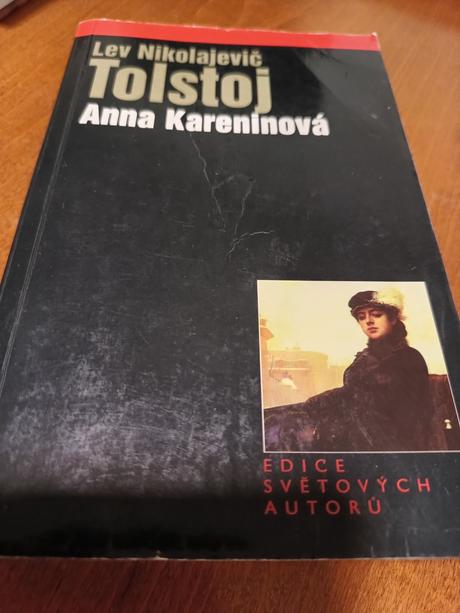 Lev Nikolajevič
Tolstoj
Anna Kareninová
EDICE
SVĚTOVÝCH
AUTORŮ